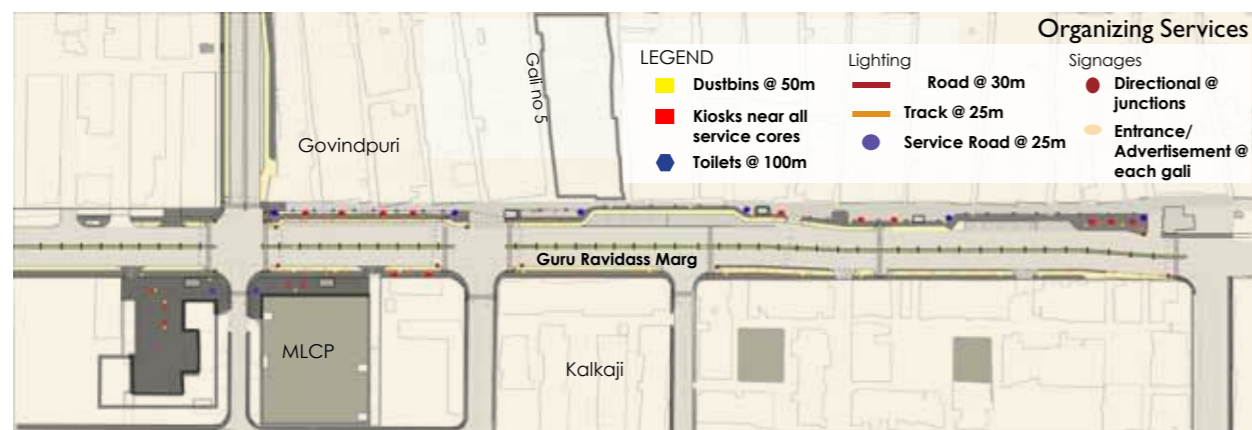 Organizing Services
LEGEND
Dustbins @ 50m
Kiosks near all
service cores
Toilets @ 100m
Lighting
Road @ 30m
Track @ 25m
Service Road @ 25m
Signages
Directional @
junctions
Entrance/
Advertisement @
each gali
Gali no 5
Govindpuri
Guru Ravidass Marg
MLCP
Kalkaji